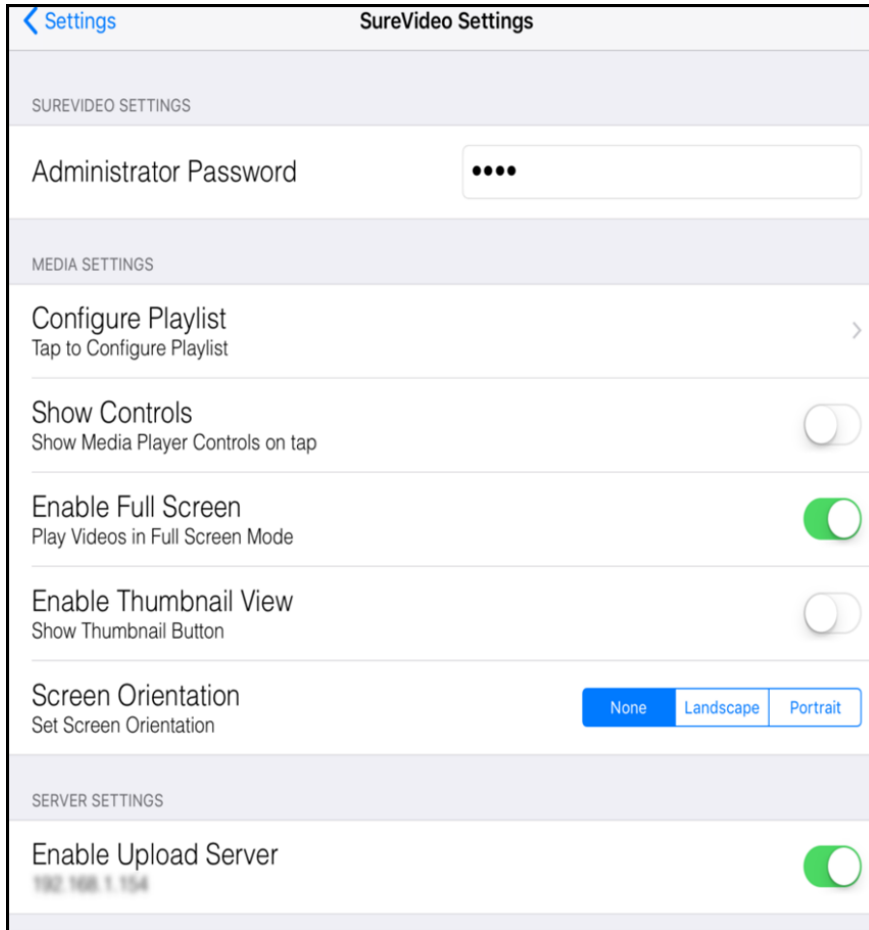 Settings
SureVideo Settings
SUREVIDEO SETTINGS
Administrator Password
••••
MEDIA SETTINGS
Configure Playlist
Tap to Configure Playlist
Show Controls
Show Media Player Controls on tap
Enable Full Screen
Play Videos in Full Screen Mode
Enable Thumbnail View
Show Thumbnail Button
Screen Orientation
Set Screen Orientation
None Landscape Portrait
SERVER SETTINGS
Enable Upload Server